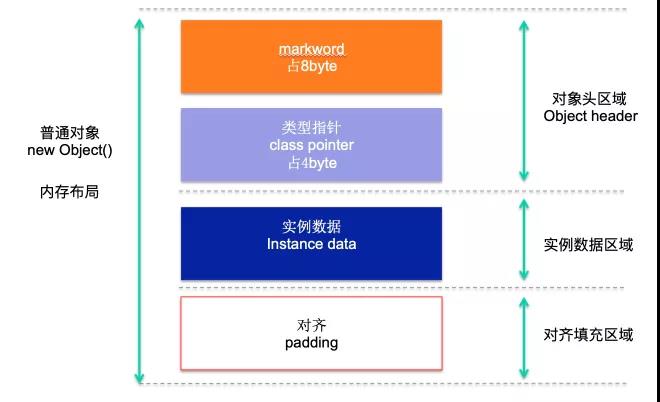 普通对象
new Object()
内存布局
markword
占8byte
类型指针
class pointer
占4byte
对象头区域
Object header
实例数据
Instance data
实例数据区域
对齐
padding
对齐填充区域